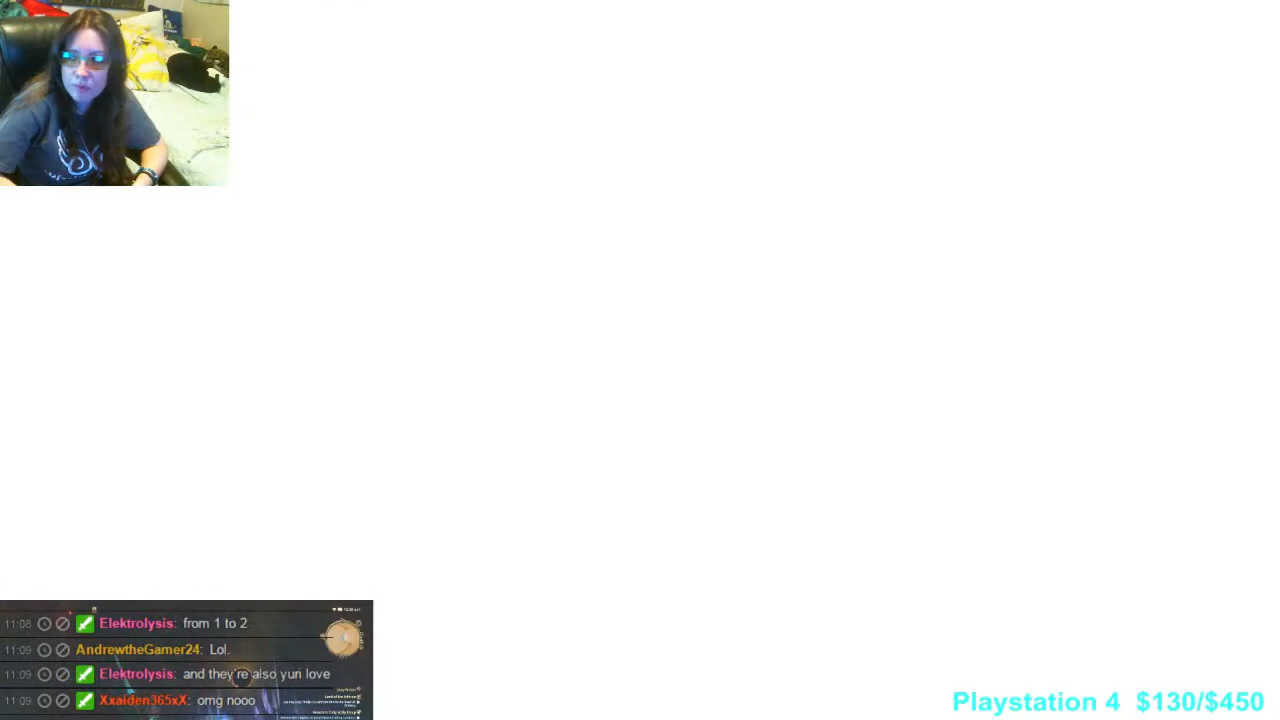 11:08 Elektrolysis: from 1 to 2
11:09 AndrewtheGamer24: Lol.
11:09 Elektrolysis: and they're also yuri love
11:09 Xxaiden365xX: omg nooo
Playstation 4 $130/$450